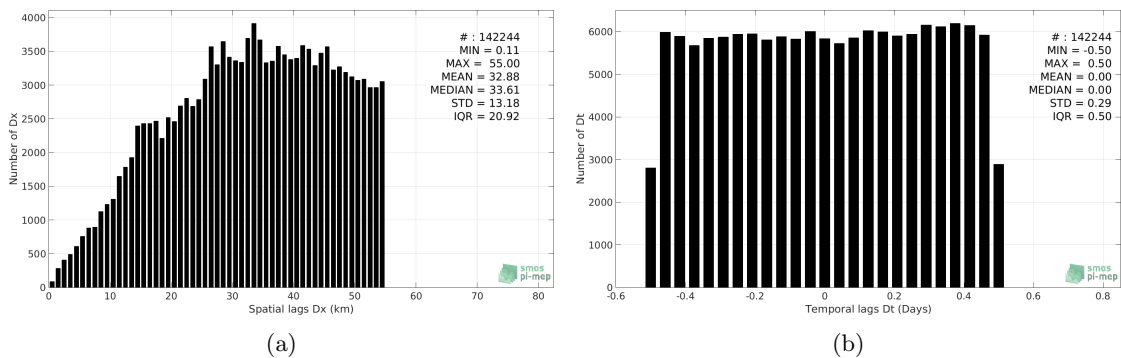 4000
3500
3000
2500
2000
1500
1000
500
0
Number of Dx
0 10 20 30 40 50 60 70 80
Spatial lags Dx (km)
# : 142244
MIN = 0.11
MAX = 55.00
MEAN = 32.88
MEDIAN = 33.61
STD = 13.18
IQR = 20.92
smos
pi-mep
(a)
6000
5000
4000
3000
2000
1000
0
Number of Dt
-0.6 -0.4 -0.2 0 0.2 0.4 0.6 0.8
Temporal lags Dt (Days)
# : 142244
MIN = -0.50
MAX = 0.50
MEAN = 0.00
MEDIAN = 0.00
STD = 0.29
IQR = 0.50
smos
pi-mep
(b)